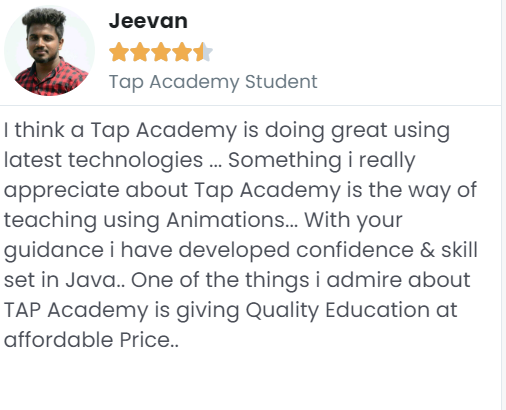 Jeevan
Tap Academy Student
I think a Tap Academy is doing great using
latest technologies ... Something i really
appreciate about Tap Academy is the way of
teaching using Animations... With your
guidance i have developed confidence & skill
set in Java.. One of the things i admire about
TAP Academy is giving Quality Education at
affordable Price..